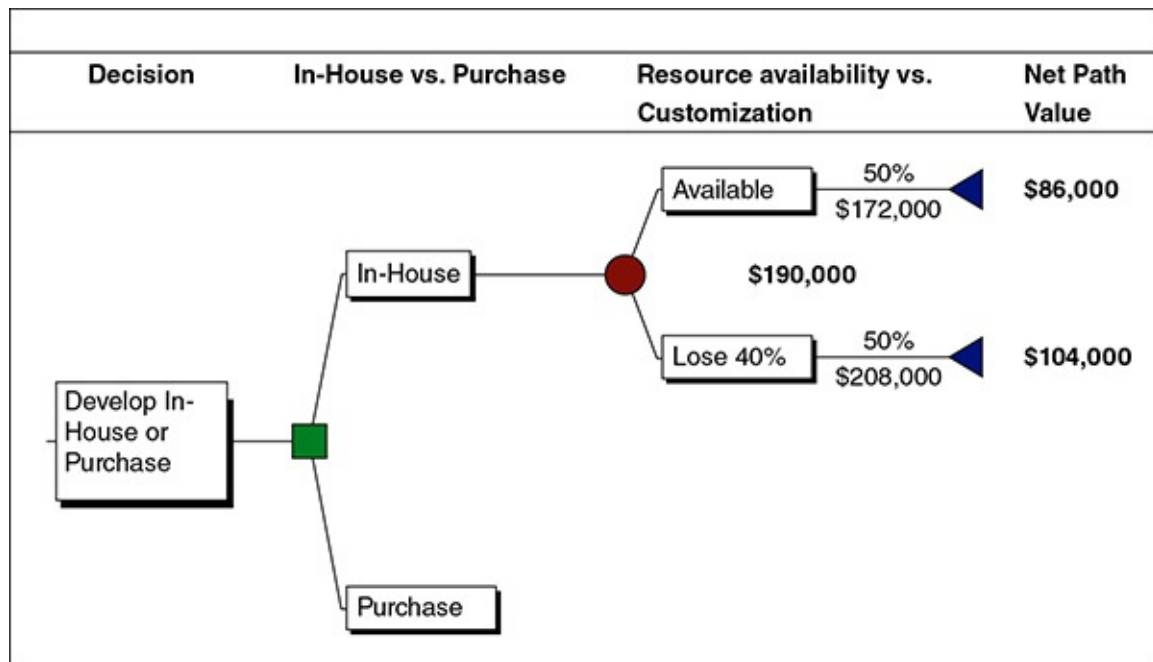 Decision
In-House vs. Purchase
Resource availability vs.
Customization
Net Path
Value
Available
50%
$172,000
$86,000
In-House
$190,000
Lose 40%
50%
$208,000
$104,000
Develop In-
House or
Purchase
Purchase